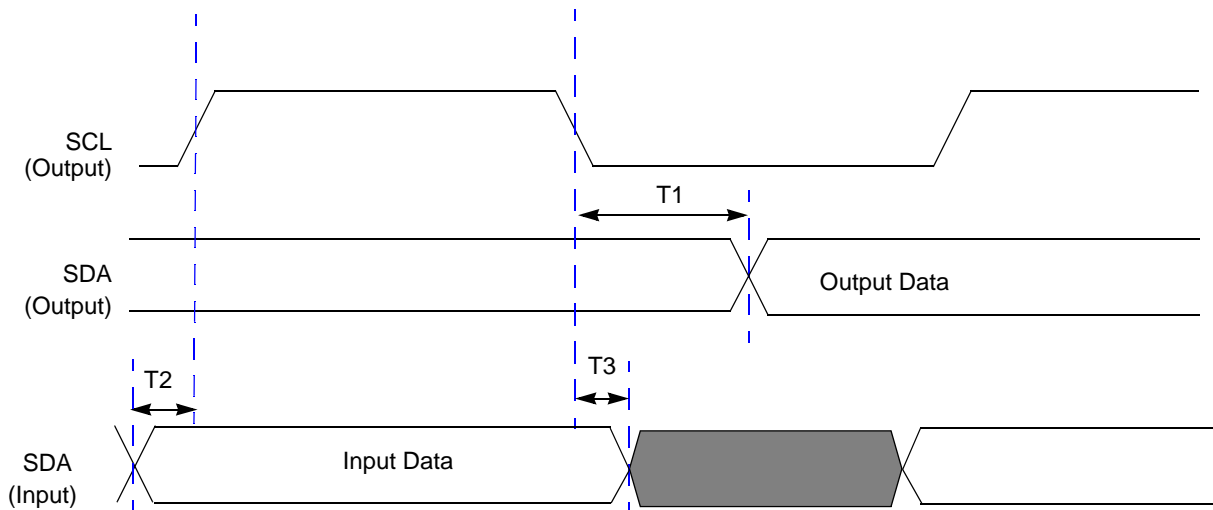 SCL
(Output)
T1
SDA
(Output)
Output Data
T2
T3
SDA
(Input)
Input Data